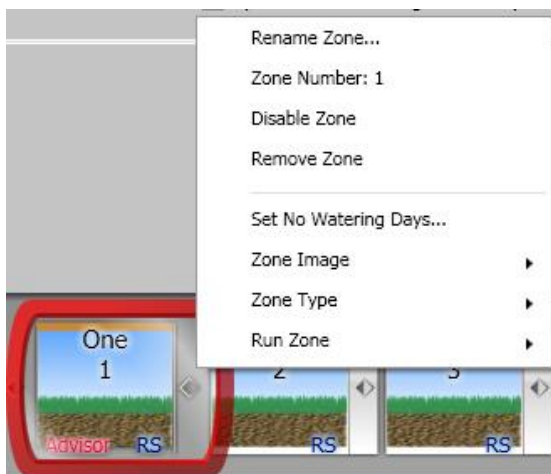 Rename Zone...
Zone Number: 1
Disable Zone
Remove Zone
Set No Watering Days...
Zone Image
Zone Type
Run Zone
One
1
2
3
Advisor
RS
RS
RS